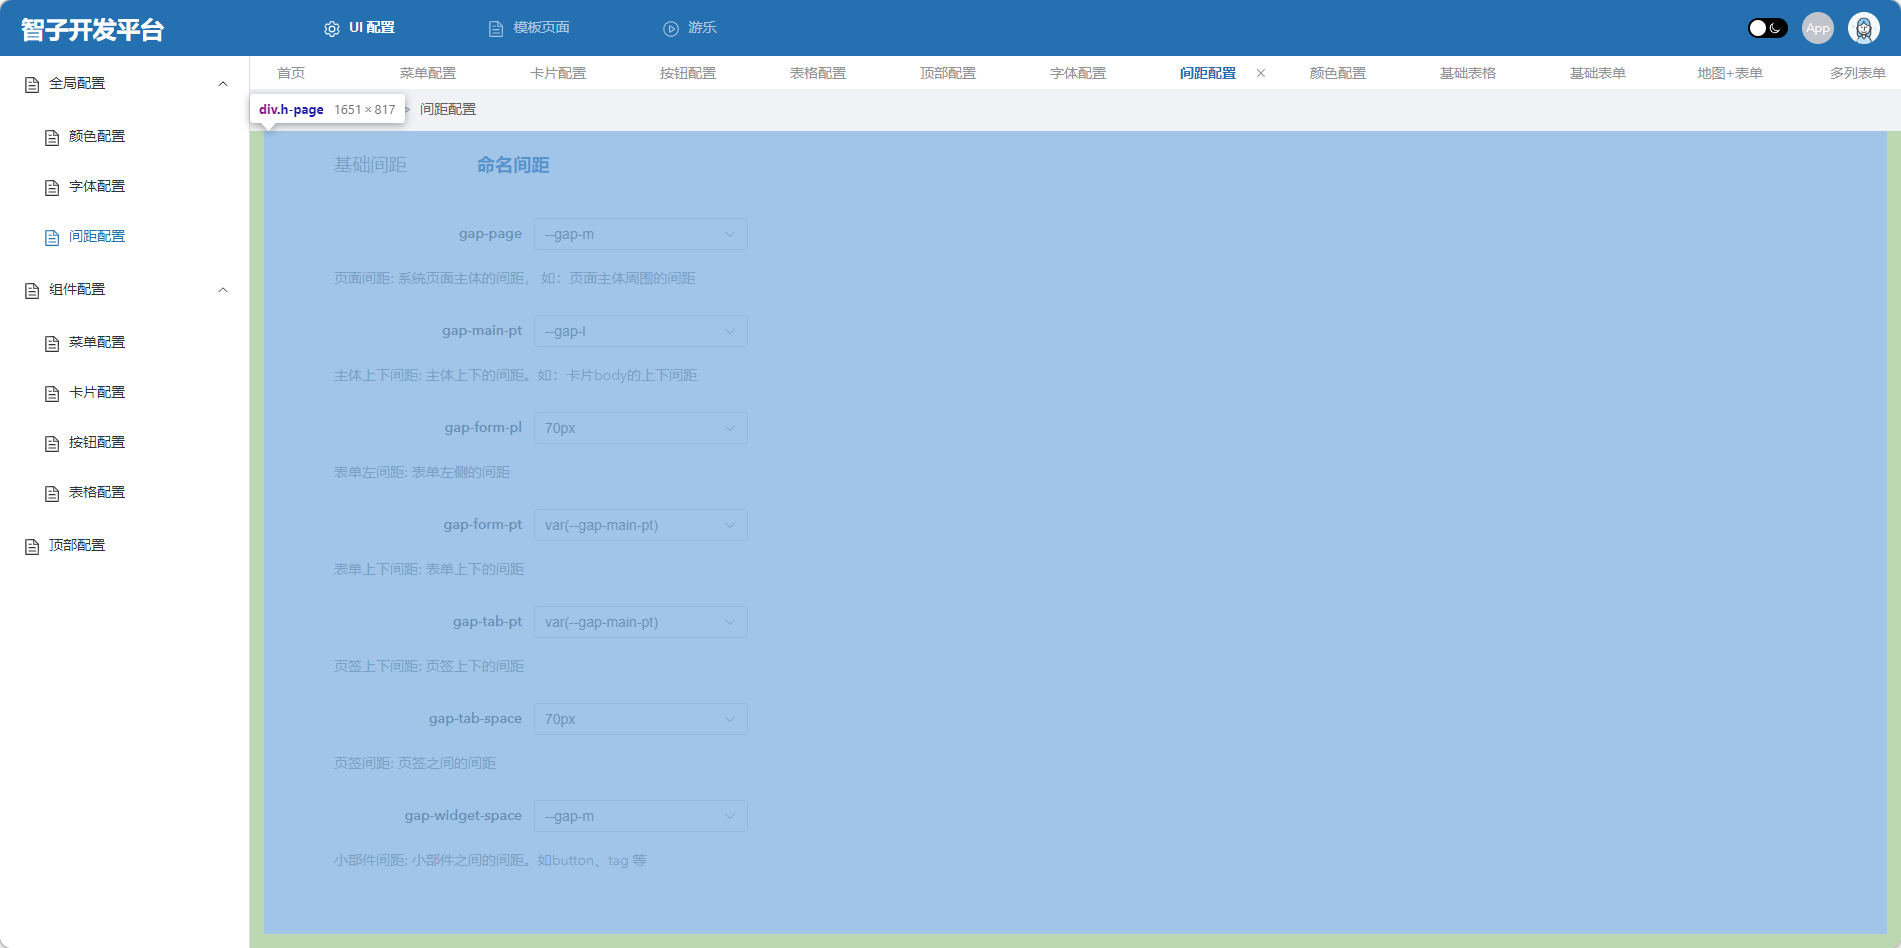 智子开发平台
UI 配置
模板页面
游乐
App
首页
菜单配置
卡片配置
按钮配置
表格配置
顶部配置
字体配置
间距配置
颜色配置
基础表格
基础表单
地图+表单
多列表单
全局配置
颜色配置
字体配置
间距配置
组件配置
菜单配置
卡片配置
按钮配置
表格配置
顶部配置
div.h-page 1651 × 817
> 间距配置
基础间距
命名间距
gap-page --gap-m
页面间距: 系统页面主体的间距， 如：页面主体周围的间距
gap-main-pt --gap-l
主体上下间距: 主体上下的间距。如：卡片body的上下间距
gap-form-pl 70px
表单左间距: 表单左侧的间距
gap-form-pt var(--gap-main-pt)
表单上下间距: 表单上下的间距
gap-tab-pt var(--gap-main-pt)
页签上下间距: 页签上下的间距
gap-tab-space 70px
页签间距: 页签之间的间距
gap-widget-space --gap-m
小部件间距: 小部件之间的间距。如button、tag 等